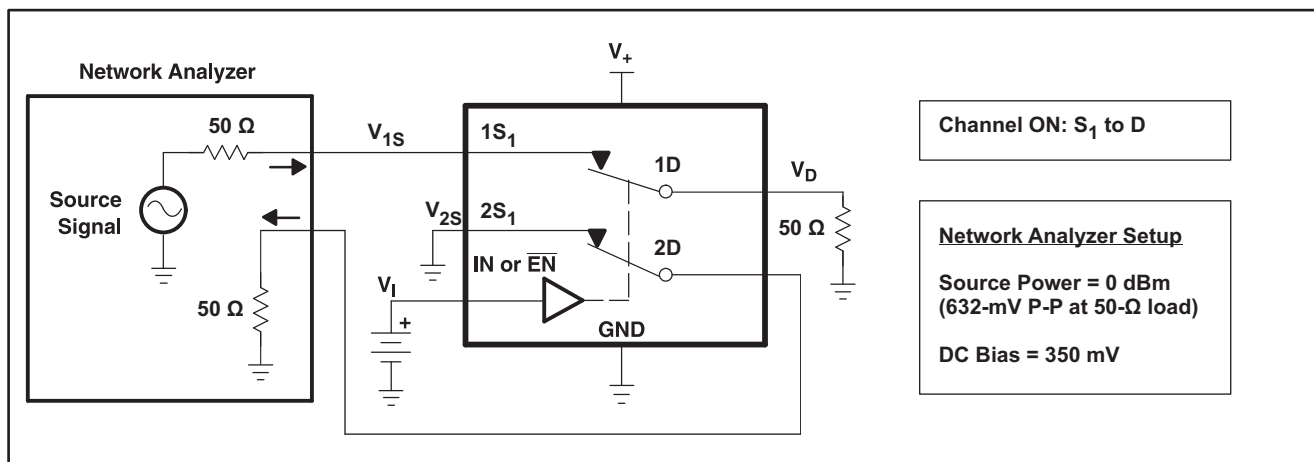 Network Analyzer
50 Ω
Source
Signal
50 Ω
V1S
V2S
VI
+
V+
1S1
2S1
IN or E̅N̅
1D
2D
GND
VD
50 Ω
Channel ON: S1 to D
Network Analyzer Setup
Source Power = 0 dBm
(632-mV P-P at 50-Ω load)
DC Bias = 350 mV